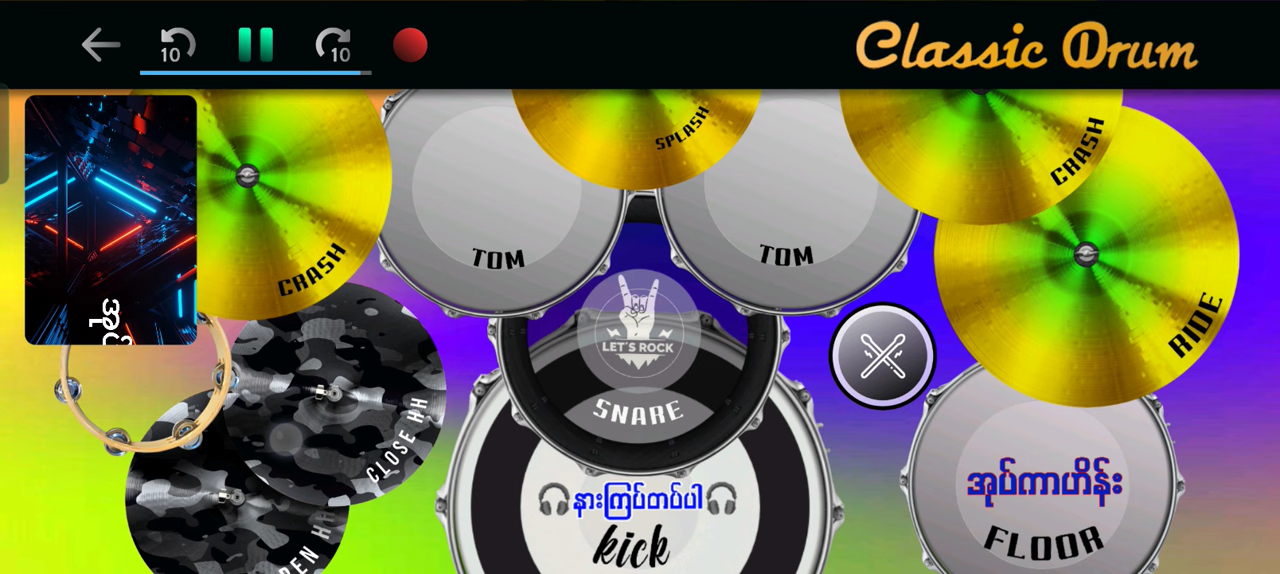 Classic Drum
10
10
SPLASH
CRASH
CRASH
TOM
TOM
RIDE
LET'S ROCK
SNARE
CLOSE HH
နားကြပ်တပ်ပါ
kick
အုပ်ကာဟိန်း
FLOOR